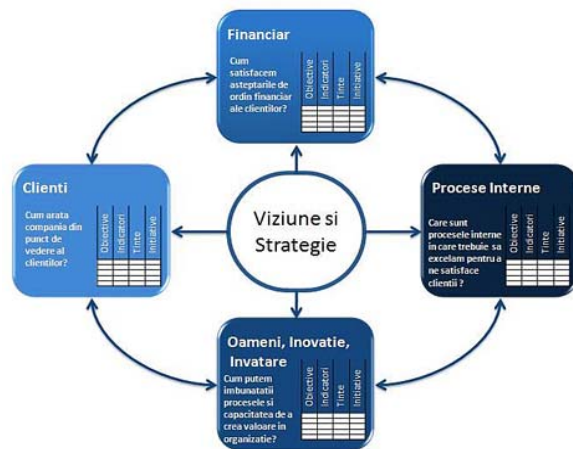 Financiar
Cum
satisfacem
asteptarile de
ordin financiar
ale clientilor?
Obiective
Indicatori
Tinte
Initiative
Clienti
Cum arata
compania din
punct de
vedere al
clientilor?
Obiective
Indicatori
Tinte
Initiative
Viziune si
Strategie
Procese Interne
Care sunt
procesele interne
in care trebuie sa
excelam pentru a
ne satisface
clientii ?
Obiective
Indicatori
Tinte
Initiative
Oameni, Inovatie,
Invatare
Cum putem
imbunatatii
procesele si
capacitatea de a
crea valoare in
organizatie?
Obiective
Indicatori
Tinte
Initiative